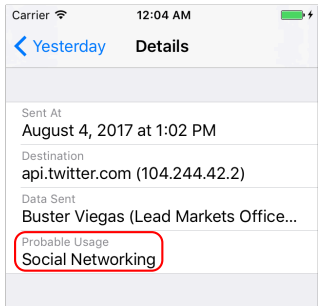 Carrier 12:04 AM
Yesterday Details
Sent At
August 4, 2017 at 1:02 PM
Destination
api.twitter.com (104.244.42.2)
Data Sent
Buster Viegas (Lead Markets Office...
Probable Usage
Social Networking